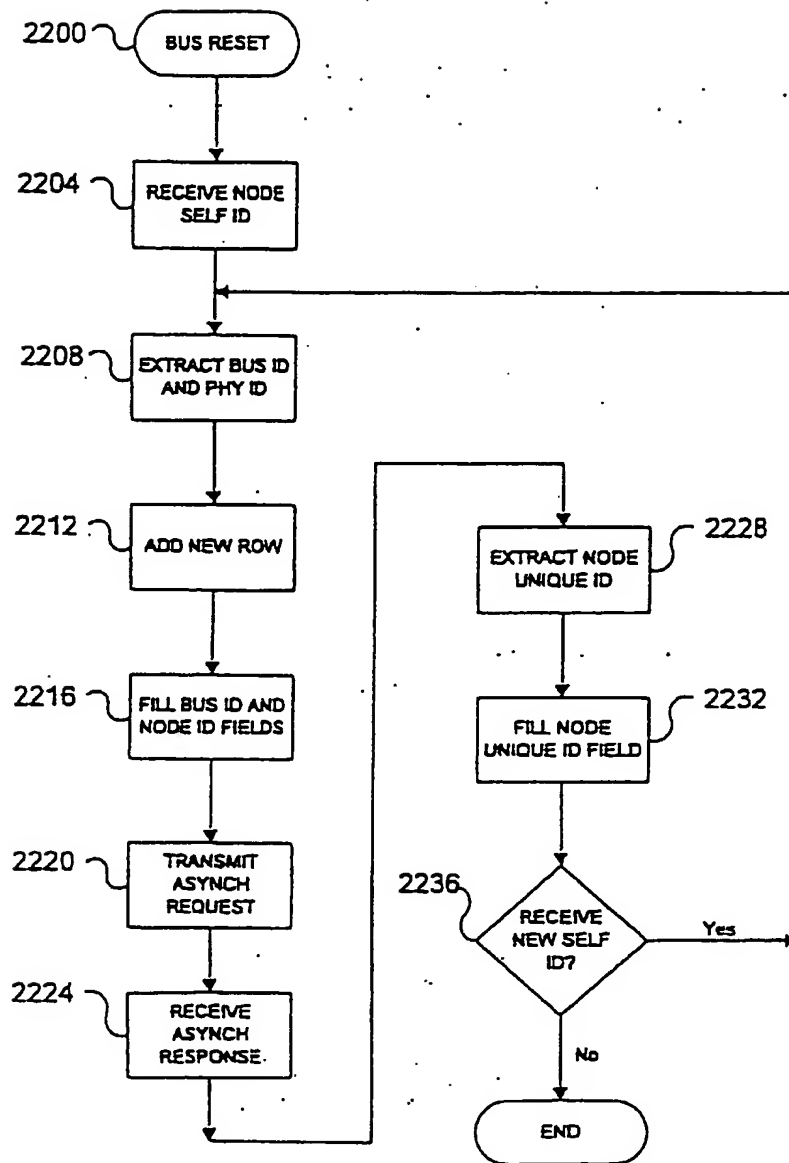 2200
BUS RESET
2204
RECEIVE NODE
SELF ID
2208
EXTRACT BUS ID
AND PHY ID
2212
ADD NEW ROW
2216
FILL BUS ID AND
NODE ID FIELDS
2220
TRANSMIT
ASYNCH
REQUEST
2224
RECEIVE
ASYNCH
RESPONSE
2228
EXTRACT NODE
UNIQUE ID
2232
FILL NODE
UNIQUE ID FIELD
2236
RECEIVE
NEW SELF
ID?
Yes
No
END